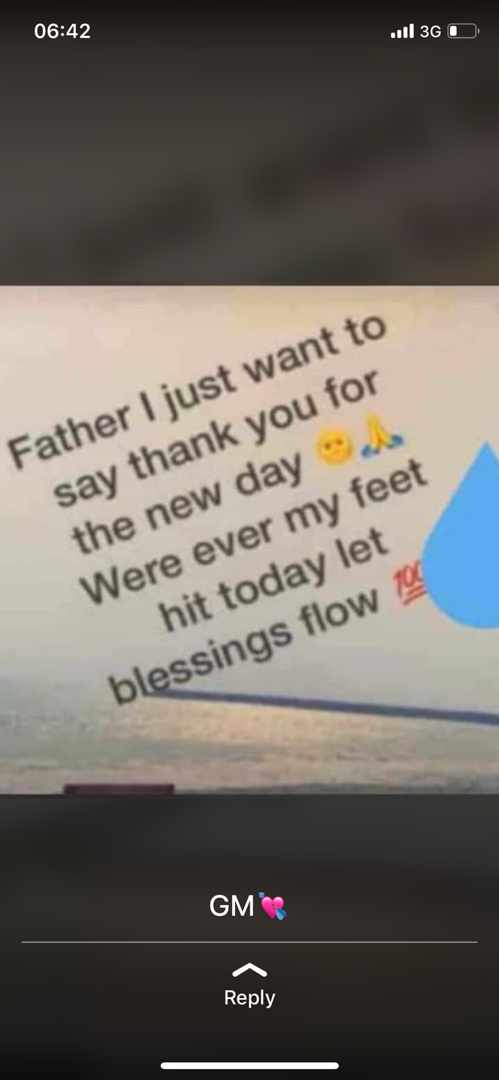 06:42
3G
Father I just want to
say thank you for
the new day 😶🙏
Were ever my feet
hit today let
blessings flow 💯
GM💘
Reply